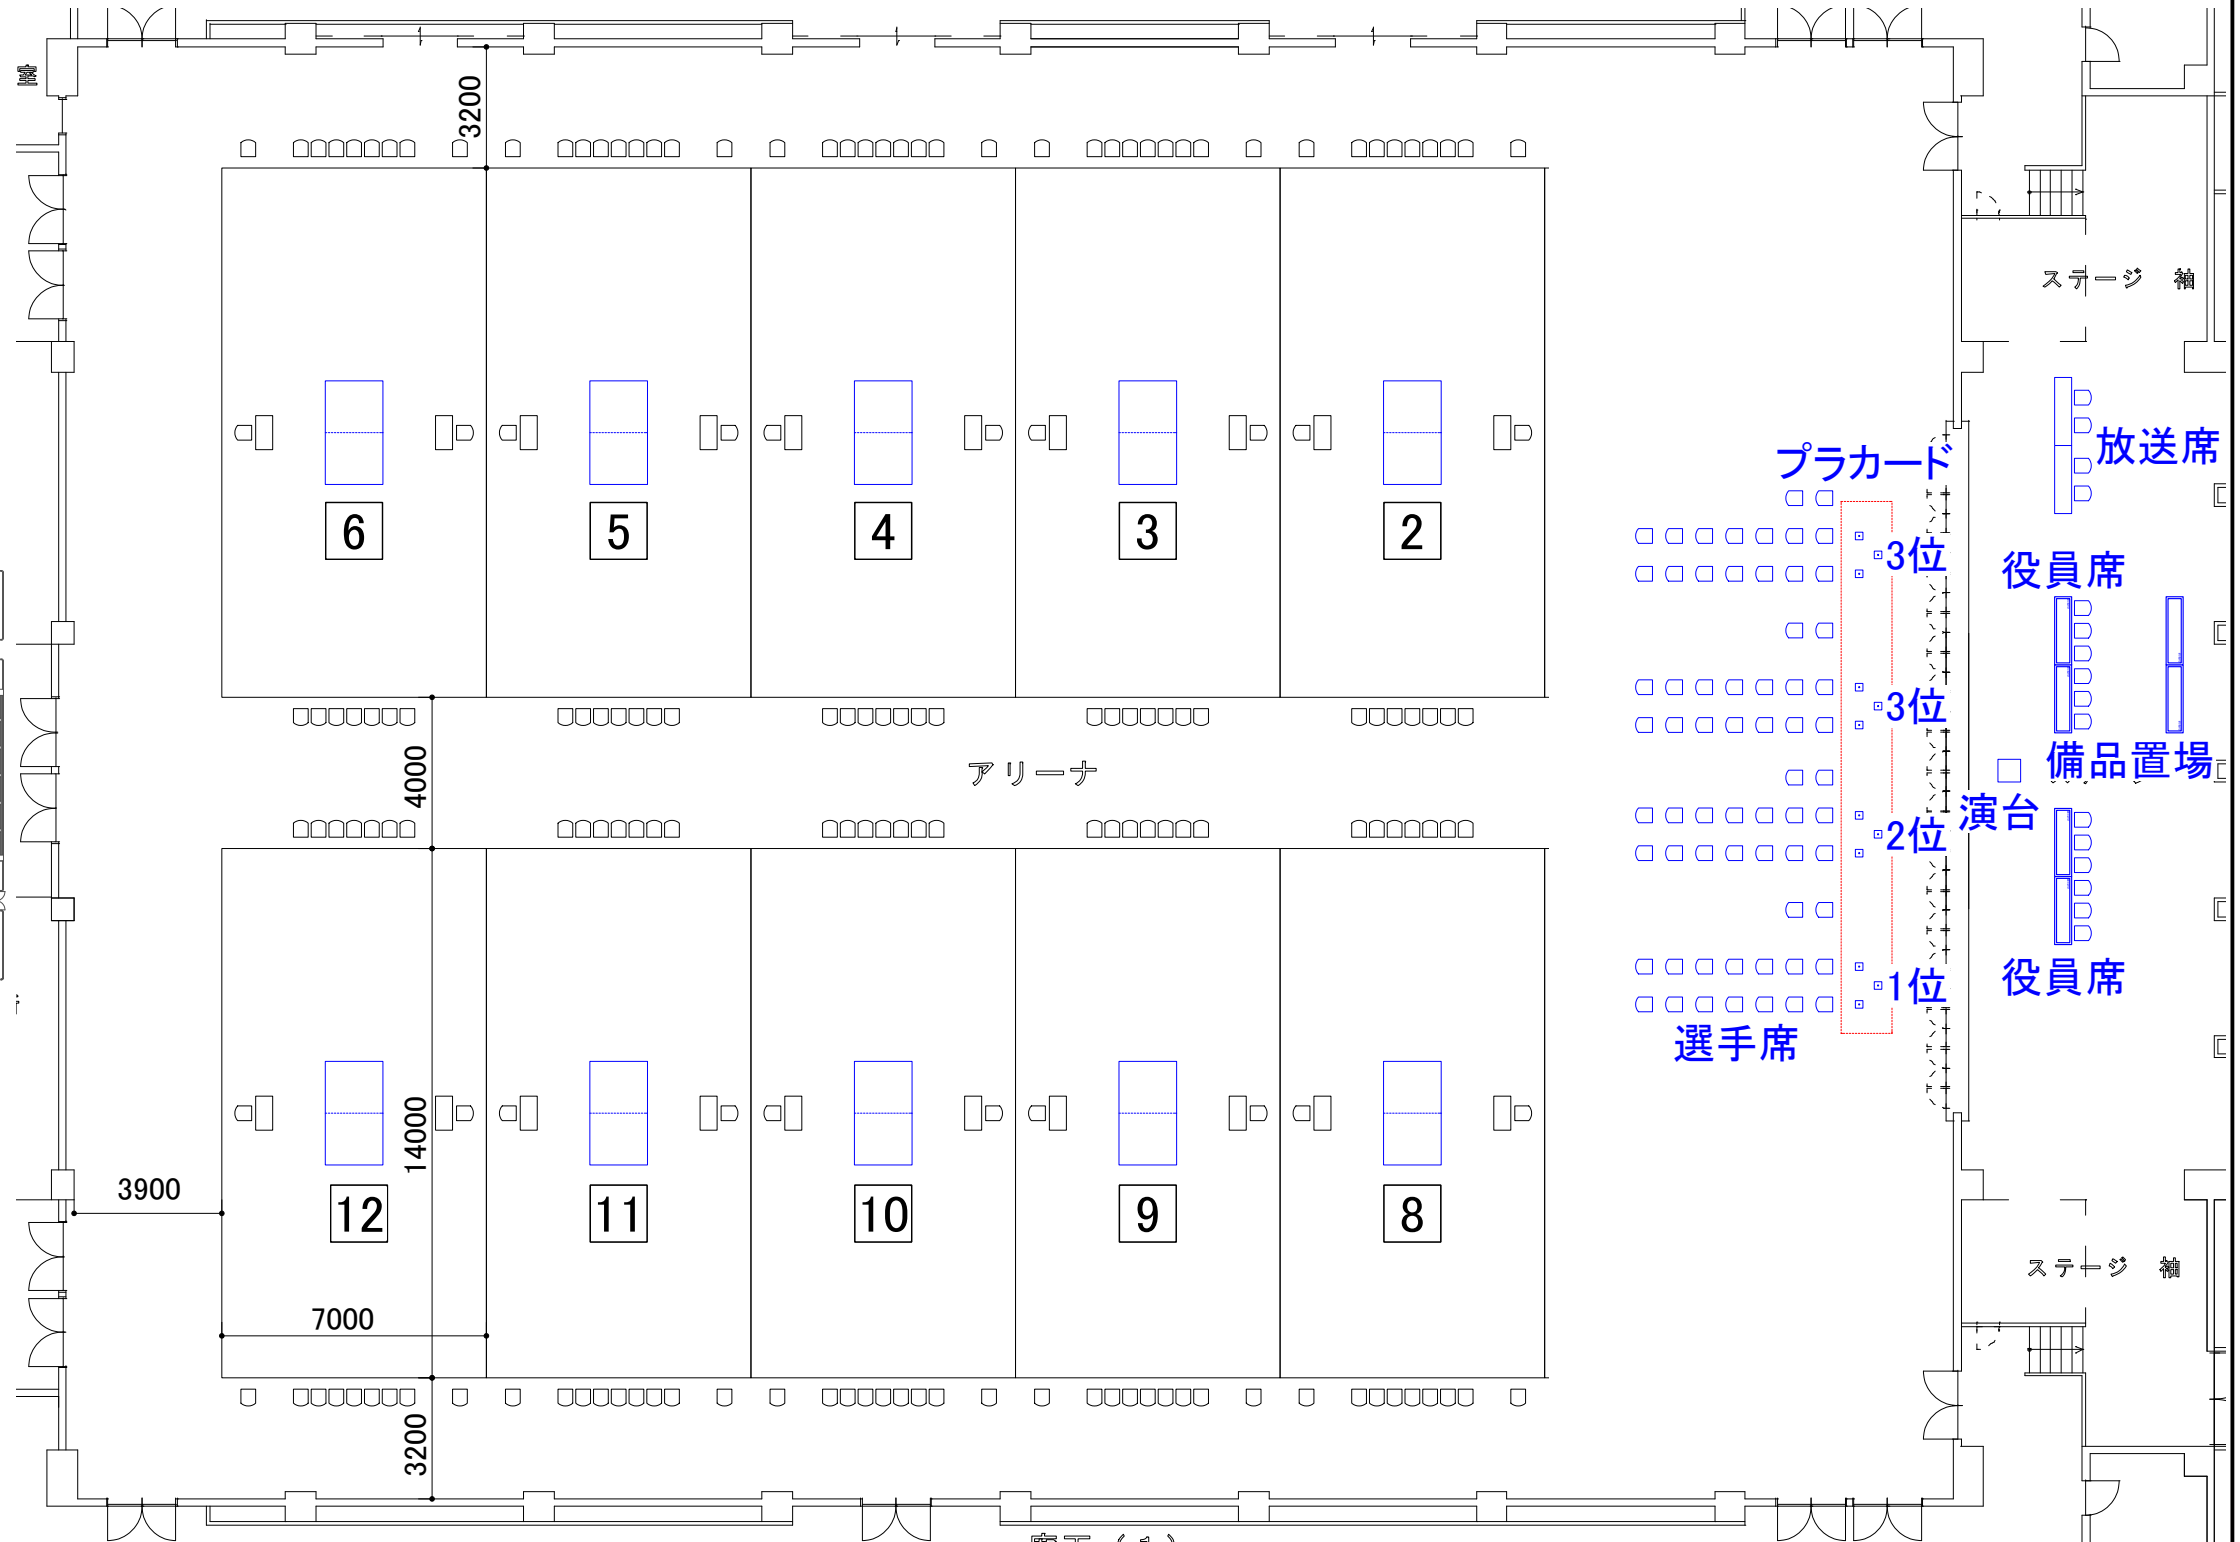 室
3200
ステージ 袖
放送席
プラカード
6
5
4
3
2
3位
役員席
3位
4000
アリーナ
備品置場
演台
2位
役員席
1位
選手席
14000
3900
12
11
10
9
8
ステージ 袖
7000
3200